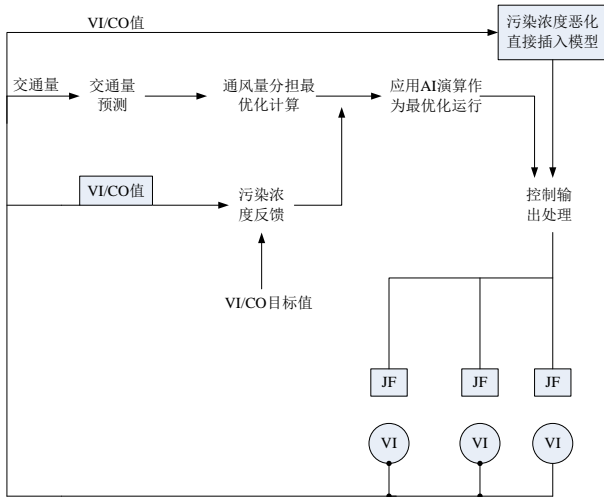 VI/CO值
污染浓度恶化
直接插入模型
交通量
交通量
预测
通风量分担最
优化计算
应用AI演算作
为最优化运行
VI/CO值
污染浓
度反馈
控制输
出处理
VI/CO目标值
JF
JF
JF
VI
VI
VI